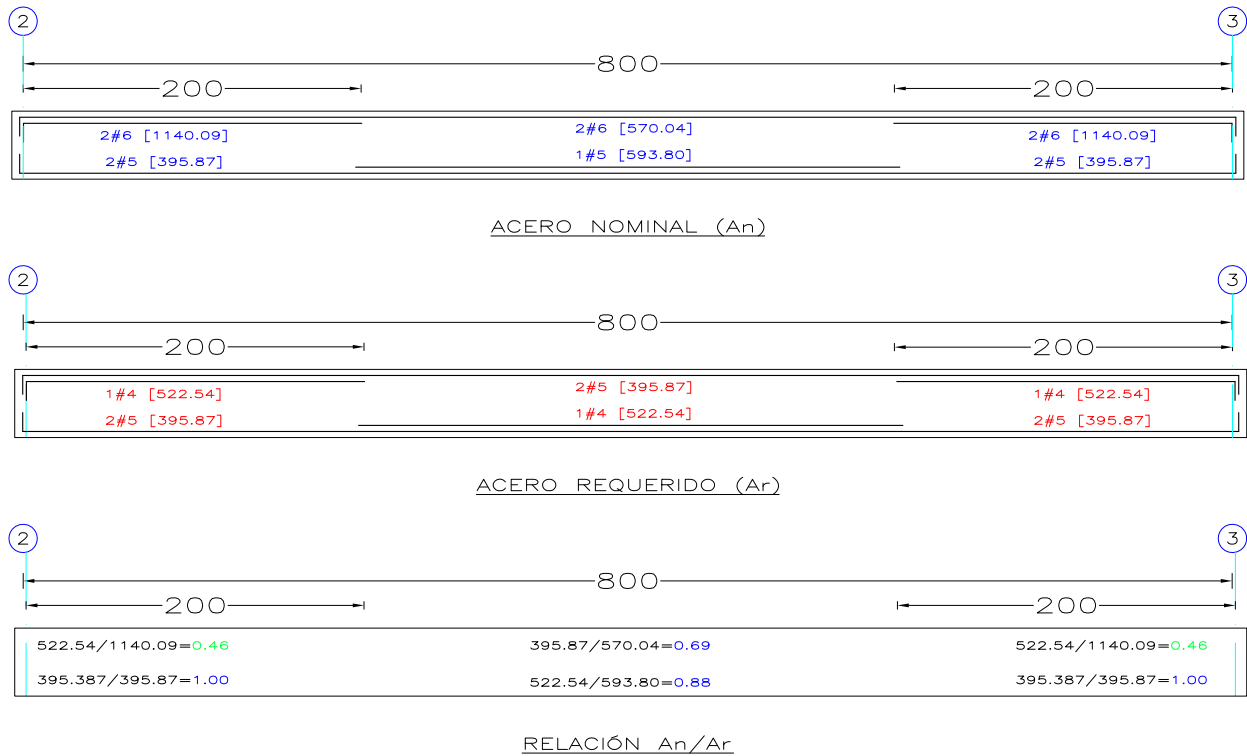 2 3
800
200 200
2#6 [1140.09] 2#6 [570.04] 2#6 [1140.09]
2#5 [395.87] 1#5 [593.80] 2#5 [395.87]
ACERO NOMINAL (An)
2 3
800
200 200
1#4 [522.54] 2#5 [395.87] 1#4 [522.54]
2#5 [395.87] 1#4 [522.54] 2#5 [395.87]
ACERO REQUERIDO (Ar)
2 3
800
200 200
522.54/1140.09=0.46 395.87/570.04=0.69 522.54/1140.09=0.46
395.387/395.87=1.00 522.54/593.80=0.88 395.387/395.87=1.00
RELACIÓN An/Ar